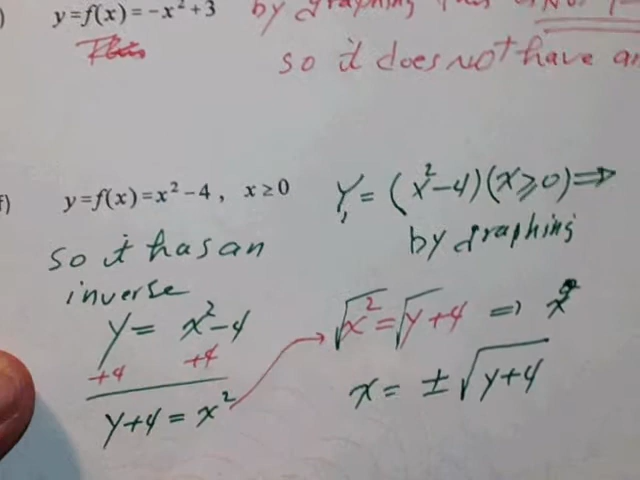 y=f(x)=-x²+3 by graphing
so it does not have an
f) y=f(x)=x²-4, x≥0
Y₁=(x²-4)(x≥0)⇒
by graphing
so it has an
inverse
y= x²-4
+4 +4
y+4=x²
√x²=√y+4 ⇒ x
x= ±√y+4